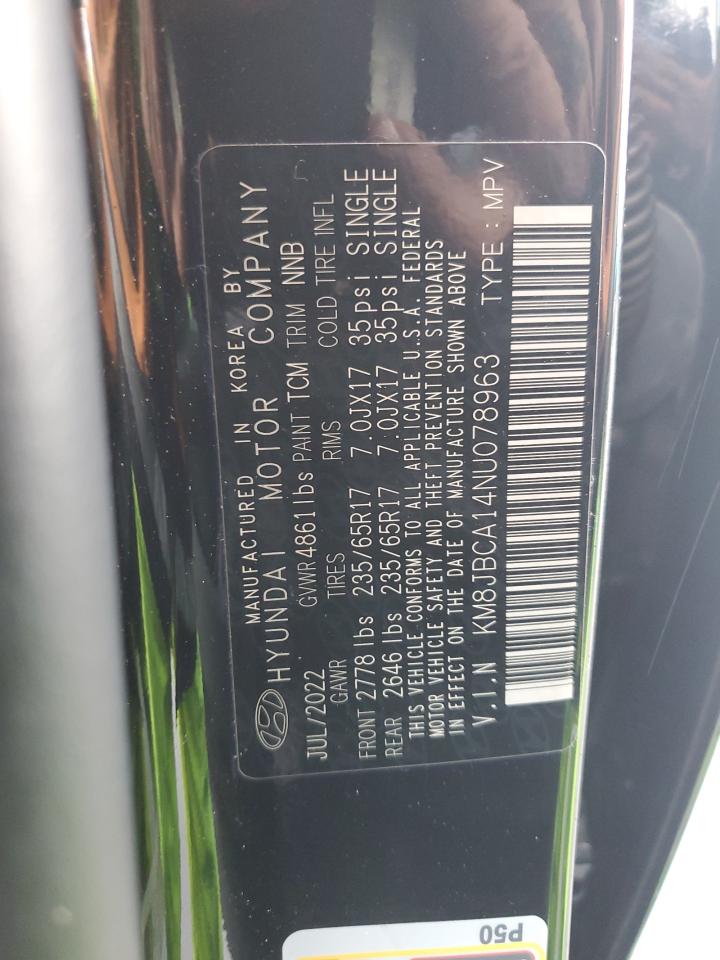 MANUFACTURED IN KOREA BY
HYUNDAI MOTOR COMPANY
JUL/2022 GVWR 4861lbs PAINT TCM TRIM NNB
GAWR TIRES RIMS COLD TIRE INFL
FRONT 2778 lbs 235/65R17 7.0JX17 35psi SINGLE
REAR 2646 lbs 235/65R17 7.0JX17 35psi SINGLE
THIS VEHICLE CONFORMS TO ALL APPLICABLE U.S.A. FEDERAL
MOTOR VEHICLE SAFETY AND THEFT PREVENTION STANDARDS
IN EFFECT ON THE DATE OF MANUFACTURE SHOWN ABOVE
V.I.N KM8JBCA14NU078963 TYPE : MPV
P50